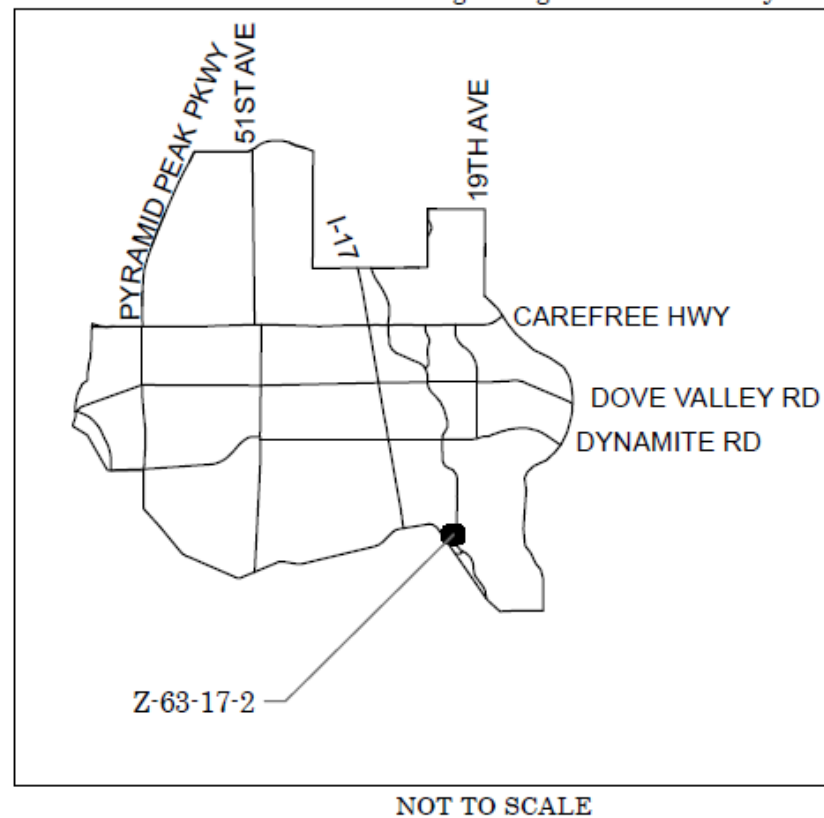 PYRAMID PEAK PKWY
51ST AVE
I-17
19TH AVE
CAREFREE HWY
DOVE VALLEY RD
DYNAMITE RD
Z-63-17-2
NOT TO SCALE